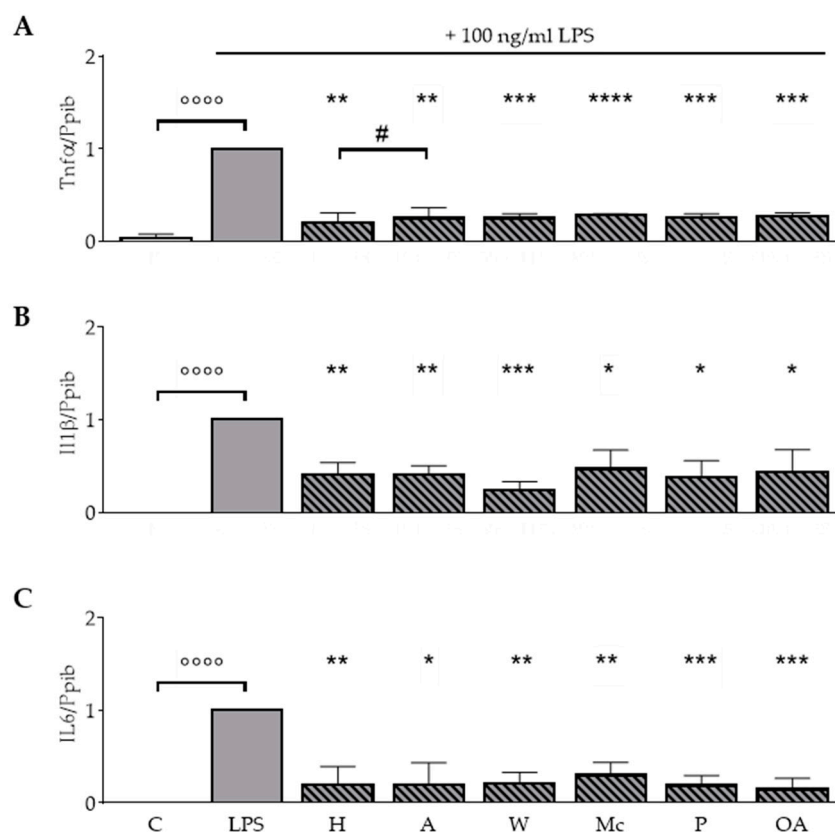 A
+ 100 ng/ml LPS
2
°°°° ** ** *** **** *** ***
#
Tnfα/Ppib
1
0
B
2
°°°° ** ** *** * * *
Il1β/Ppib
1
0
C
2
°°°° ** * ** ** *** ***
IL6/Ppib
1
0
C LPS H A W Mc P OA